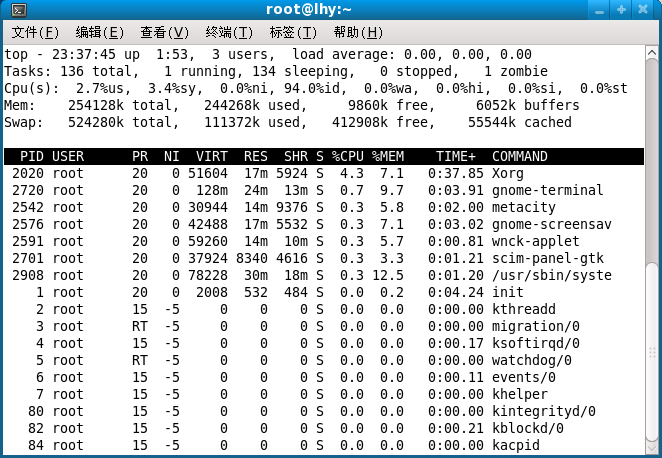 root@lhy:~
文件(F) 编辑(E) 查看(V) 终端(T) 标签(T) 帮助(H)
top - 23:37:45 up  1:53,  3 users,  load average: 0.00, 0.00, 0.00
Tasks: 136 total,   1 running, 134 sleeping,   0 stopped,   1 zombie
Cpu(s):  2.7%us,  3.4%sy,  0.0%ni, 94.0%id,  0.0%wa,  0.0%hi,  0.0%si,  0.0%st
Mem:    254128k total,   244268k used,     9860k free,     6052k buffers
Swap:   524280k total,   111372k used,   412908k free,    55544k cached
PID USER      PR  NI  VIRT  RES  SHR S %CPU %MEM    TIME+  COMMAND
2020 root      20   0 51604  17m 5924 S  4.3  7.1   0:37.85 Xorg
2720 root      20   0  128m  24m  13m S  0.7  9.7   0:03.91 gnome-terminal
2542 root      20   0 30944  14m 9376 S  0.3  5.8   0:02.00 metacity
2576 root      20   0 42488  17m 5532 S  0.3  7.1   0:03.02 gnome-screensav
2591 root      20   0 59260  14m  10m S  0.3  5.7   0:00.81 wnck-applet
2701 root      20   0 37924 8340 4616 S  0.3  3.3   0:01.21 scim-panel-gtk
2908 root      20   0 78228  30m  18m S  0.3 12.5   0:01.20 /usr/sbin/syste
1 root      20   0  2008  532  484 S  0.0  0.2   0:04.24 init
2 root      15  -5     0    0    0 S  0.0  0.0   0:00.00 kthreadd
3 root      RT  -5     0    0    0 S  0.0  0.0   0:00.00 migration/0
4 root      15  -5     0    0    0 S  0.0  0.0   0:00.17 ksoftirqd/0
5 root      RT  -5     0    0    0 S  0.0  0.0   0:00.00 watchdog/0
6 root      15  -5     0    0    0 S  0.0  0.0   0:00.11 events/0
7 root      15  -5     0    0    0 S  0.0  0.0   0:00.00 khelper
80 root      15  -5     0    0    0 S  0.0  0.0   0:00.00 kintegrityd/0
82 root      15  -5     0    0    0 S  0.0  0.0   0:00.21 kblockd/0
84 root      15  -5     0    0    0 S  0.0  0.0   0:00.00 kacpid